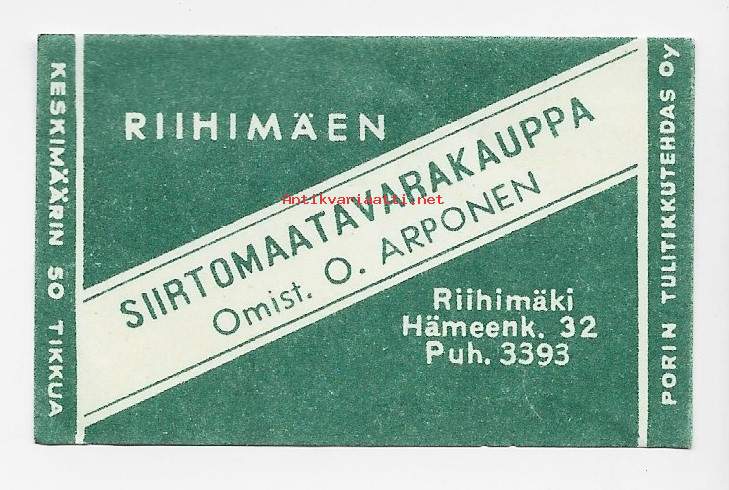 KESKIMÄÄRIN 50 TIKKUA
RIIHIMÄEN
SIIRTOMAATAVARAKAUPPA
Omist. O. ARPONEN
Antikvariaatti.net
Riihimäki
Hämeenk. 32
Puh. 3393
PORIN TULITIKKUTEHDAS Oy